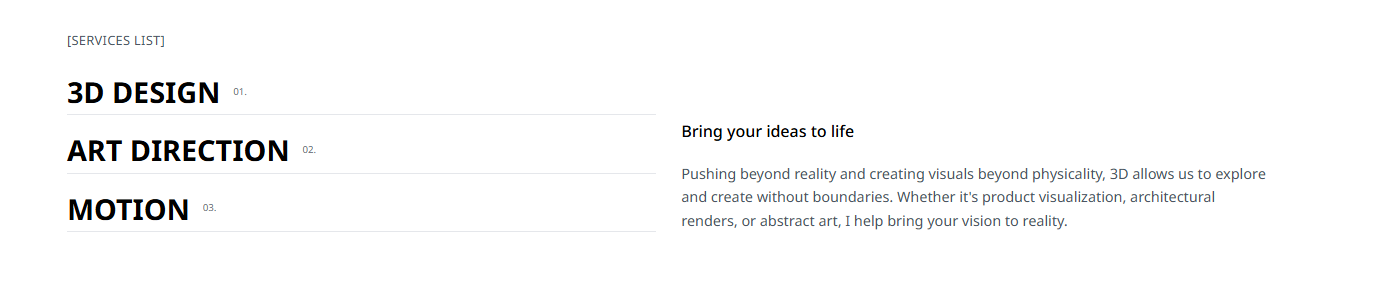 [SERVICES LIST]
3D DESIGN 01.
ART DIRECTION 02.
MOTION 03.
Bring your ideas to life
Pushing beyond reality and creating visuals beyond physicality, 3D allows us to explore
and create without boundaries. Whether it's product visualization, architectural
renders, or abstract art, I help bring your vision to reality.